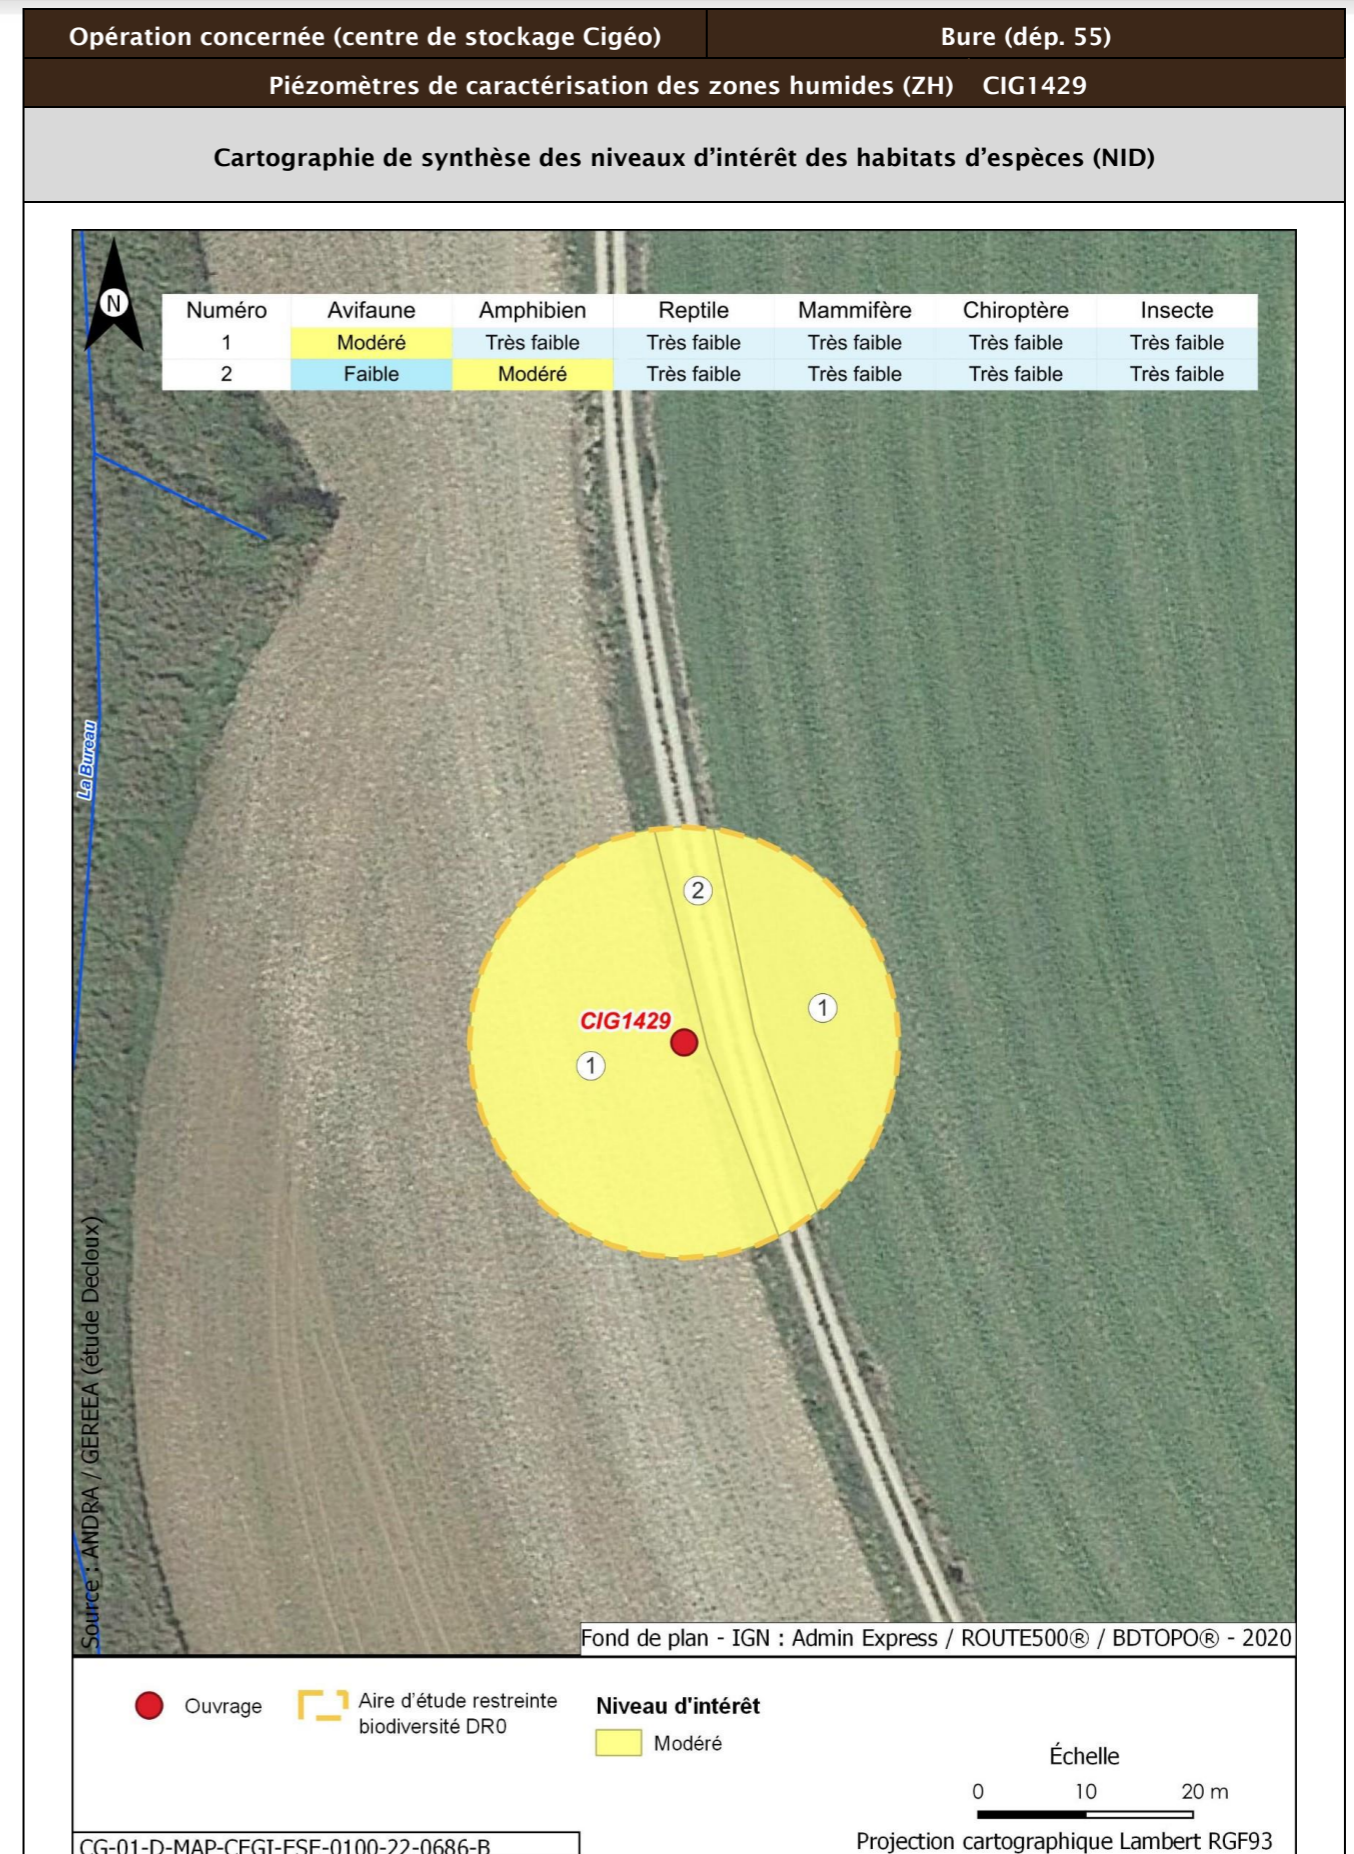 Opération concernée (centre de stockage Cigéo) Bure (dép. 55)
Piézomètres de caractérisation des zones humides (ZH) CIG1429
Cartographie de synthèse des niveaux d’intérêt des habitats d’espèces (NID)
N
Numéro Avifaune Amphibien Reptile Mammifère Chiroptère Insecte
1 Modéré Très faible Très faible Très faible Très faible Très faible
2 Faible Modéré Très faible Très faible Très faible Très faible
La Bureau
2
1
CIG1429
1
Source : ANDRA / GEREEA (étude Decloux)
Fond de plan - IGN : Admin Express / ROUTE500® / BDTOPO® - 2020
Ouvrage
Aire d'étude restreinte
biodiversité DR0
Niveau d'intérêt
Modéré
Échelle
0 10 20 m
Projection cartographique Lambert RGF93
CG-01-D-MAP-CEGI-ESE-0100-22-0686-B